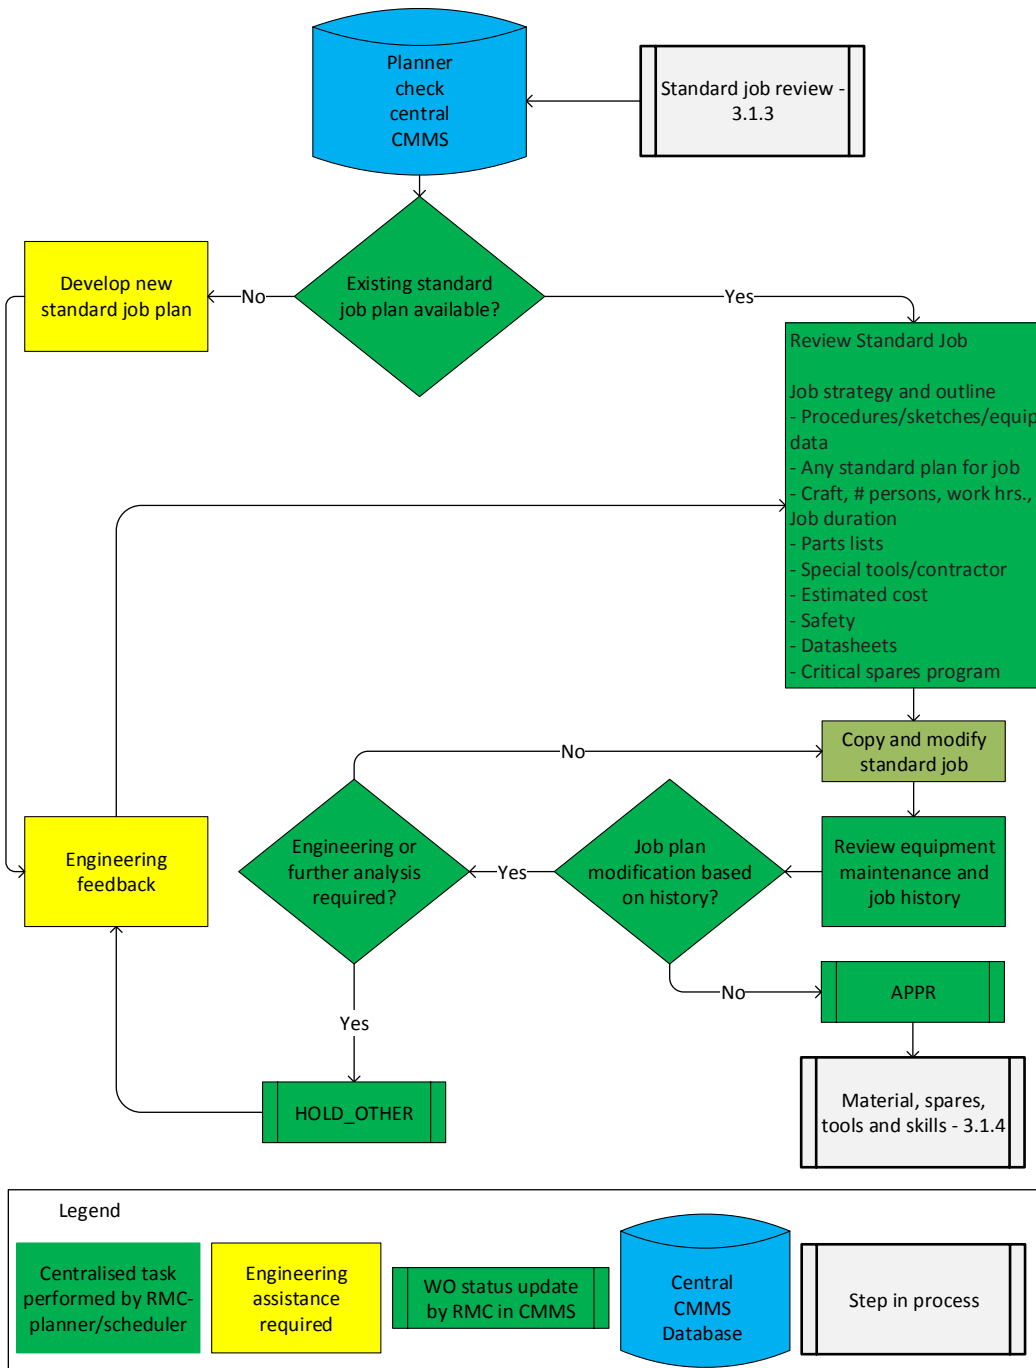 Planner
check
central
CMMS
Standard job review -
3.1.3
Develop new
standard job plan
No
Existing standard
job plan available?
Yes
Review Standard Job
Job strategy and outline
- Procedures/sketches/equip
data
- Any standard plan for job
- Craft, # persons, work hrs.,
Job duration
- Parts lists
- Special tools/contractor
- Estimated cost
- Safety
- Datasheets
- Critical spares program
No
Copy and modify
standard job
Engineering
feedback
Engineering or
further analysis
required?
Yes
Job plan
modification based
on history?
Review equipment
maintenance and
job history
No
APPR
Yes
HOLD_OTHER
Material, spares,
tools and skills - 3.1.4
Legend
Centralised task
performed by RMC-
planner/scheduler
Engineering
assistance
required
WO status update
by RMC in CMMS
Central
CMMS
Database
Step in process